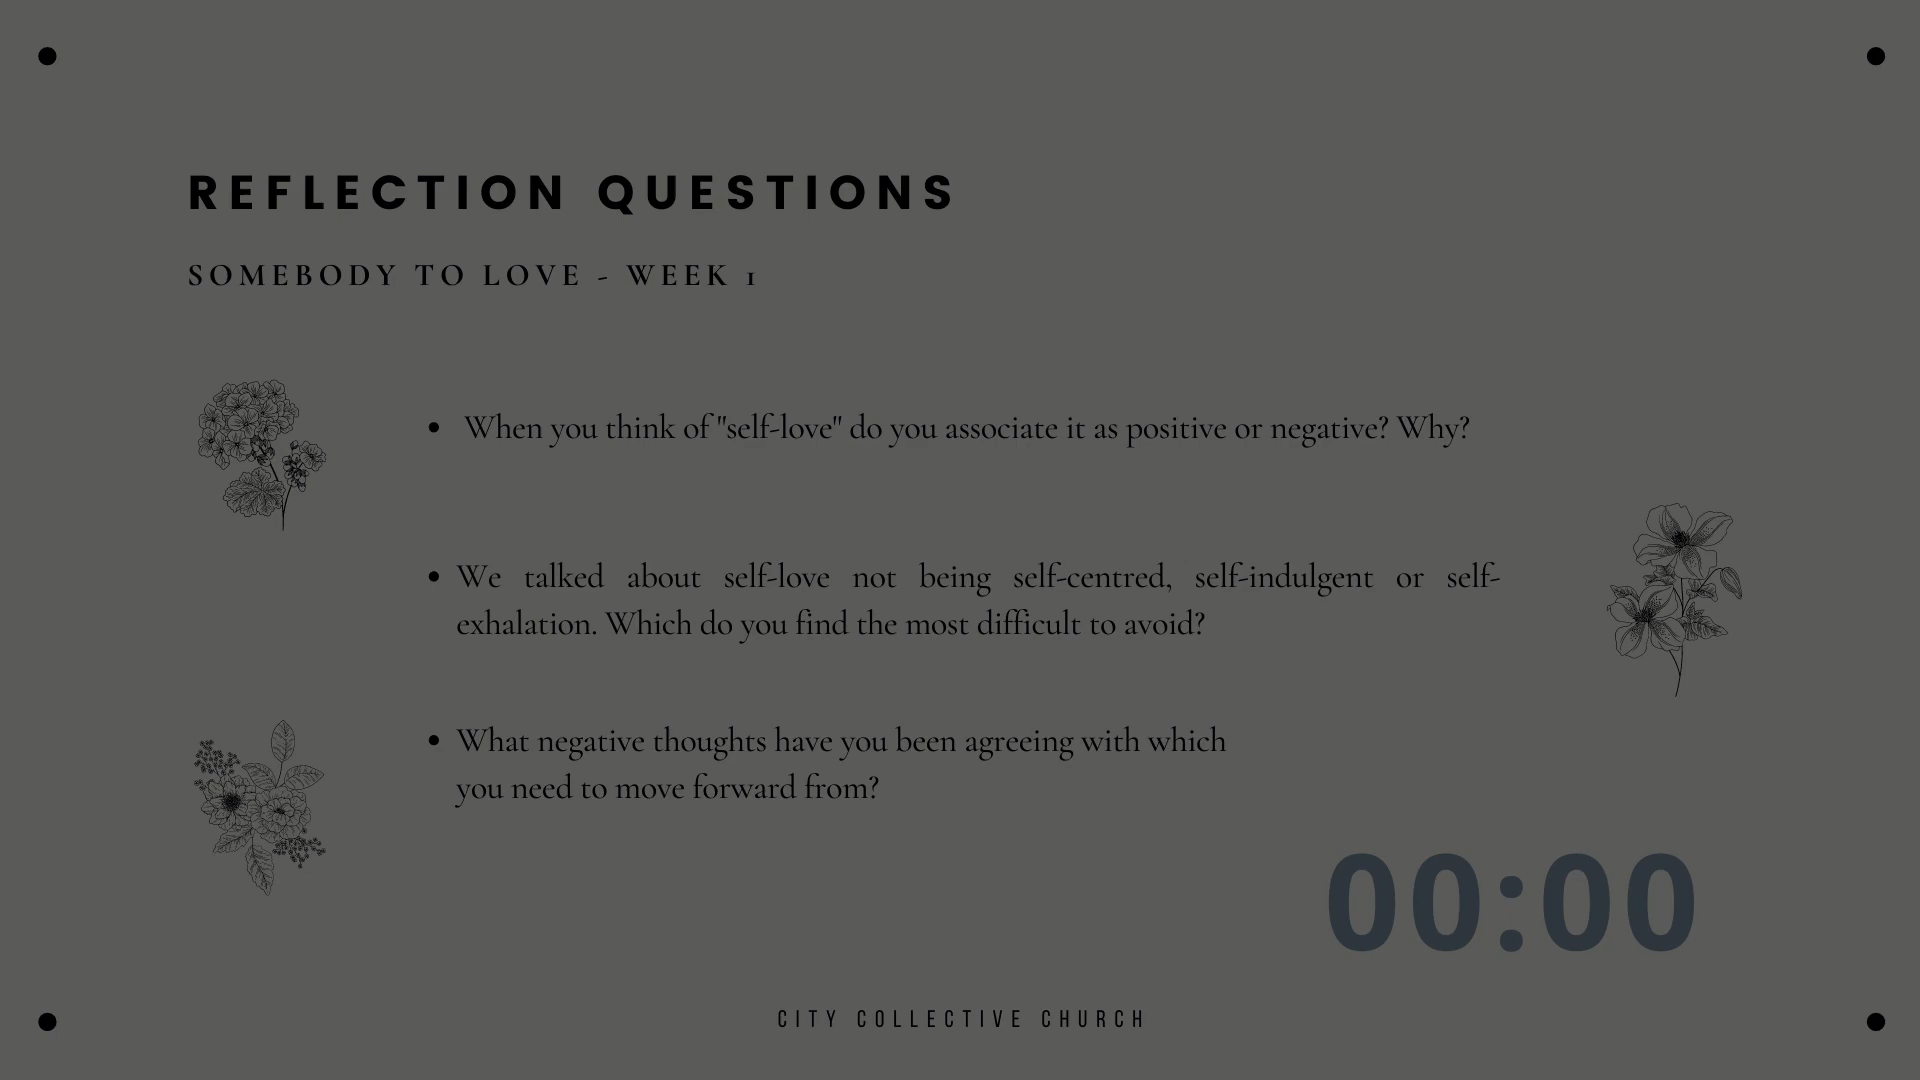 REFLECTION QUESTIONS
SOMEBODY TO LOVE - WEEK 1
• When you think of "self-love" do you associate it as positive or negative? Why?
• We talked about self-love not being self-centred, self-indulgent or self-
exhalation. Which do you find the most difficult to avoid?
• What negative thoughts have you been agreeing with which
you need to move forward from?
00:00
CITY COLLECTIVE CHURCH